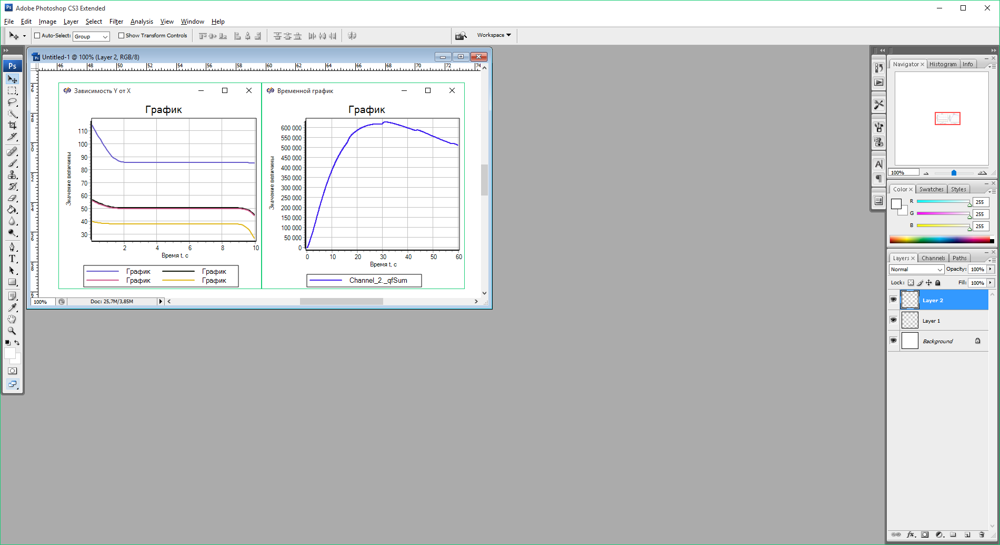 Adobe Photoshop CS3 Extended
File Edit Image Layer Select Filter Analysis View Window Help
Auto-Select: Group Show Transform Controls Workspace
Ps
Untitled-1 @ 100% (Layer 2, RGB/8)
46 48 50 52 54 56 58 60 62 64 66 68 70 72 74
Зависимость Y от X
График
Значение величины
110
100
90
80
70
60
50
40
30
2 4 6 8 10
Время t, с
График График
График График
Временной график
График
Значение величины
600 000
550 000
500 000
450 000
400 000
350 000
300 000
250 000
200 000
150 000
100 000
50 000
0
0 10 20 30 40 50 60
Время t, с
Channel_2._qfSum
100% Doc: 25,7M/3,85M
Navigator Histogram Info
100%
Color Swatches Styles
R 255
G 255
B 255
Layers Channels Paths
Normal Opacity: 100%
Lock: Fill: 100%
Layer 2
Layer 1
Background